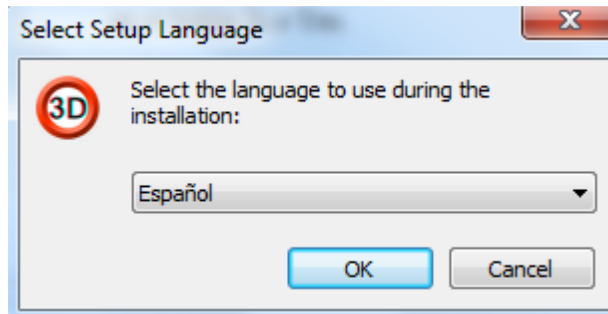 Select Setup Language
3D
Select the language to use during the
installation:
Español
OK
Cancel